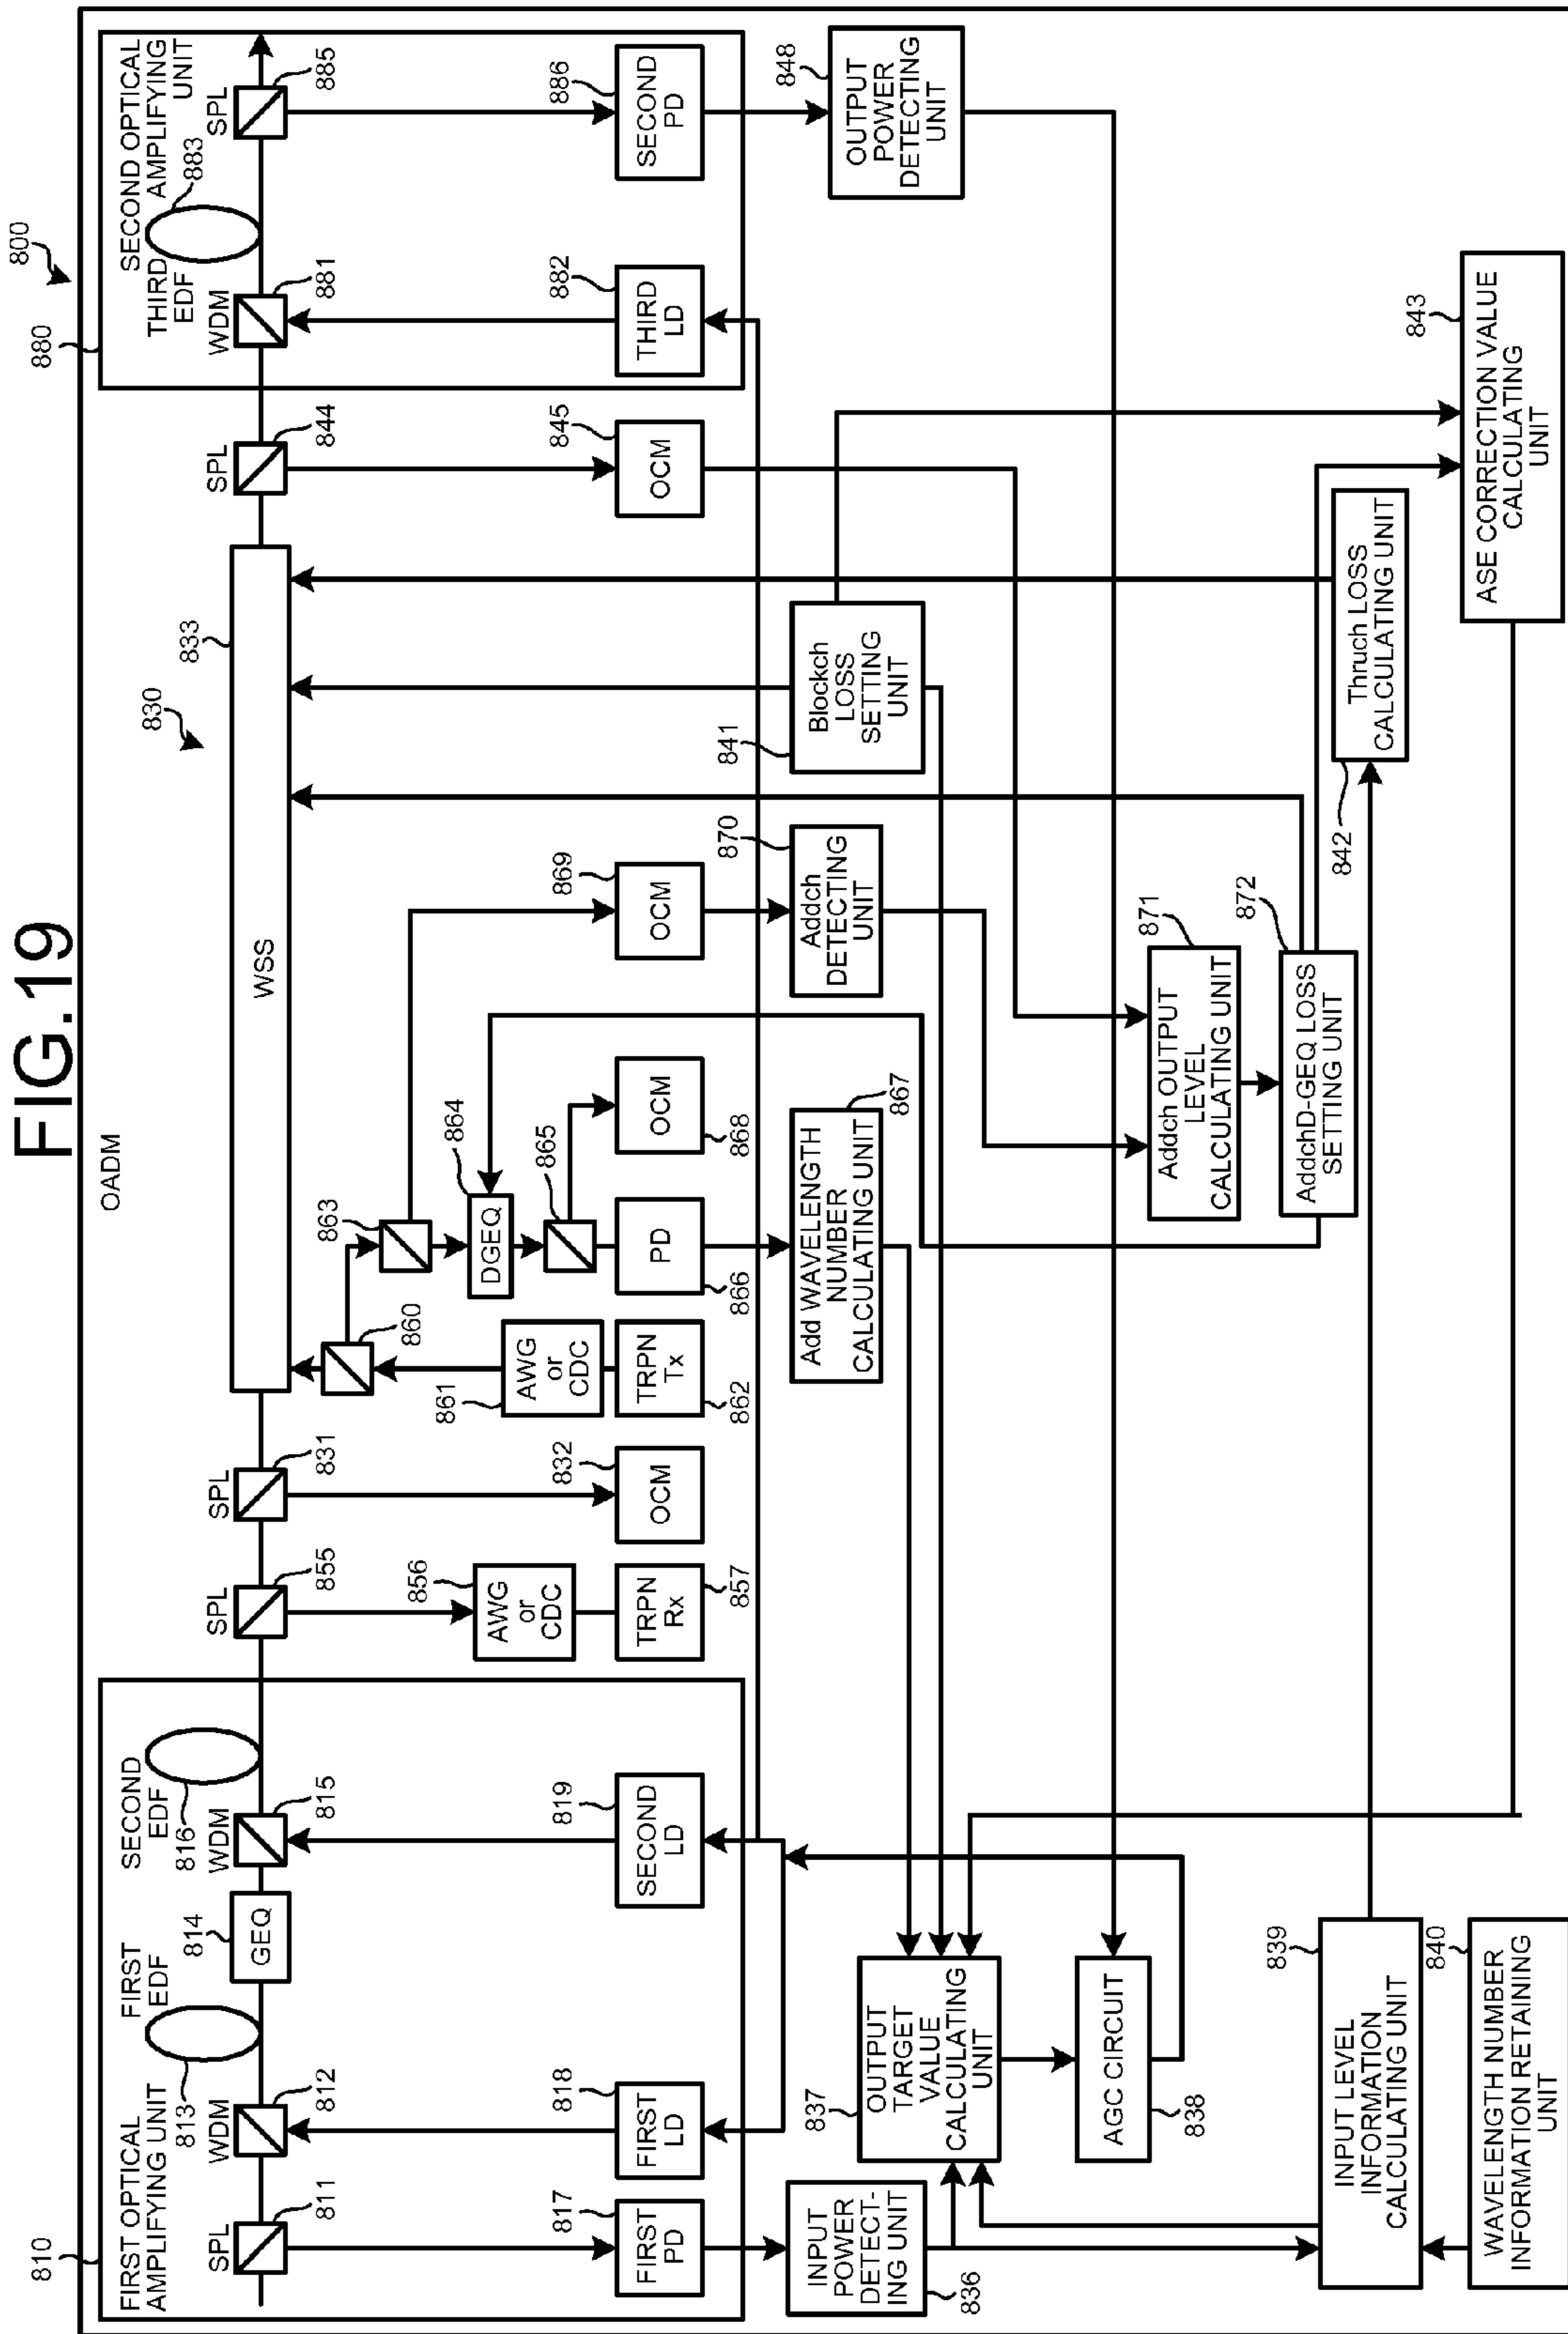 FIG.19
800
OADM
810
FIRST OPTICAL
AMPLIFYING UNIT
SPL
811
WDM
812
813
FIRST
EDF
GEQ
814
WDM
815
816
SECOND
EDF
FIRST
PD
817
FIRST
LD
818
SECOND
LD
819
SPL
855
AWG
or
CDC
856
TRPN
Rx
857
SPL
831
OCM
832
830
WSS
833
860
AWG
or
CDC
861
TRPN
Tx
862
863
DGEQ
864
865
PD
866
OCM
868
OCM
869
SPL
844
OCM
845
880
SECOND OPTICAL
AMPLIFYING
UNIT
THIRD
EDF
883
WDM
881
THIRD
LD
882
SPL
885
SECOND
PD
886
INPUT
POWER
DETECT-
ING UNIT
836
OUTPUT
TARGET
VALUE
CALCULATING
UNIT
837
AGC CIRCUIT
838
INPUT LEVEL
INFORMATION
CALCULATING UNIT
839
WAVELENGTH NUMBER
INFORMATION RETAINING
UNIT
840
Add WAVELENGTH
NUMBER
CALCULATING UNIT
867
Addch
DETECTING
UNIT
870
Addch OUTPUT
LEVEL
CALCULATING UNIT
871
AddchD-GEQ LOSS
SETTING UNIT
872
Blockch
LOSS
SETTING
UNIT
841
Thruch LOSS
CALCULATING UNIT
842
ASE CORRECTION VALUE
CALCULATING
UNIT
843
OUTPUT
POWER
DETECTING
UNIT
848